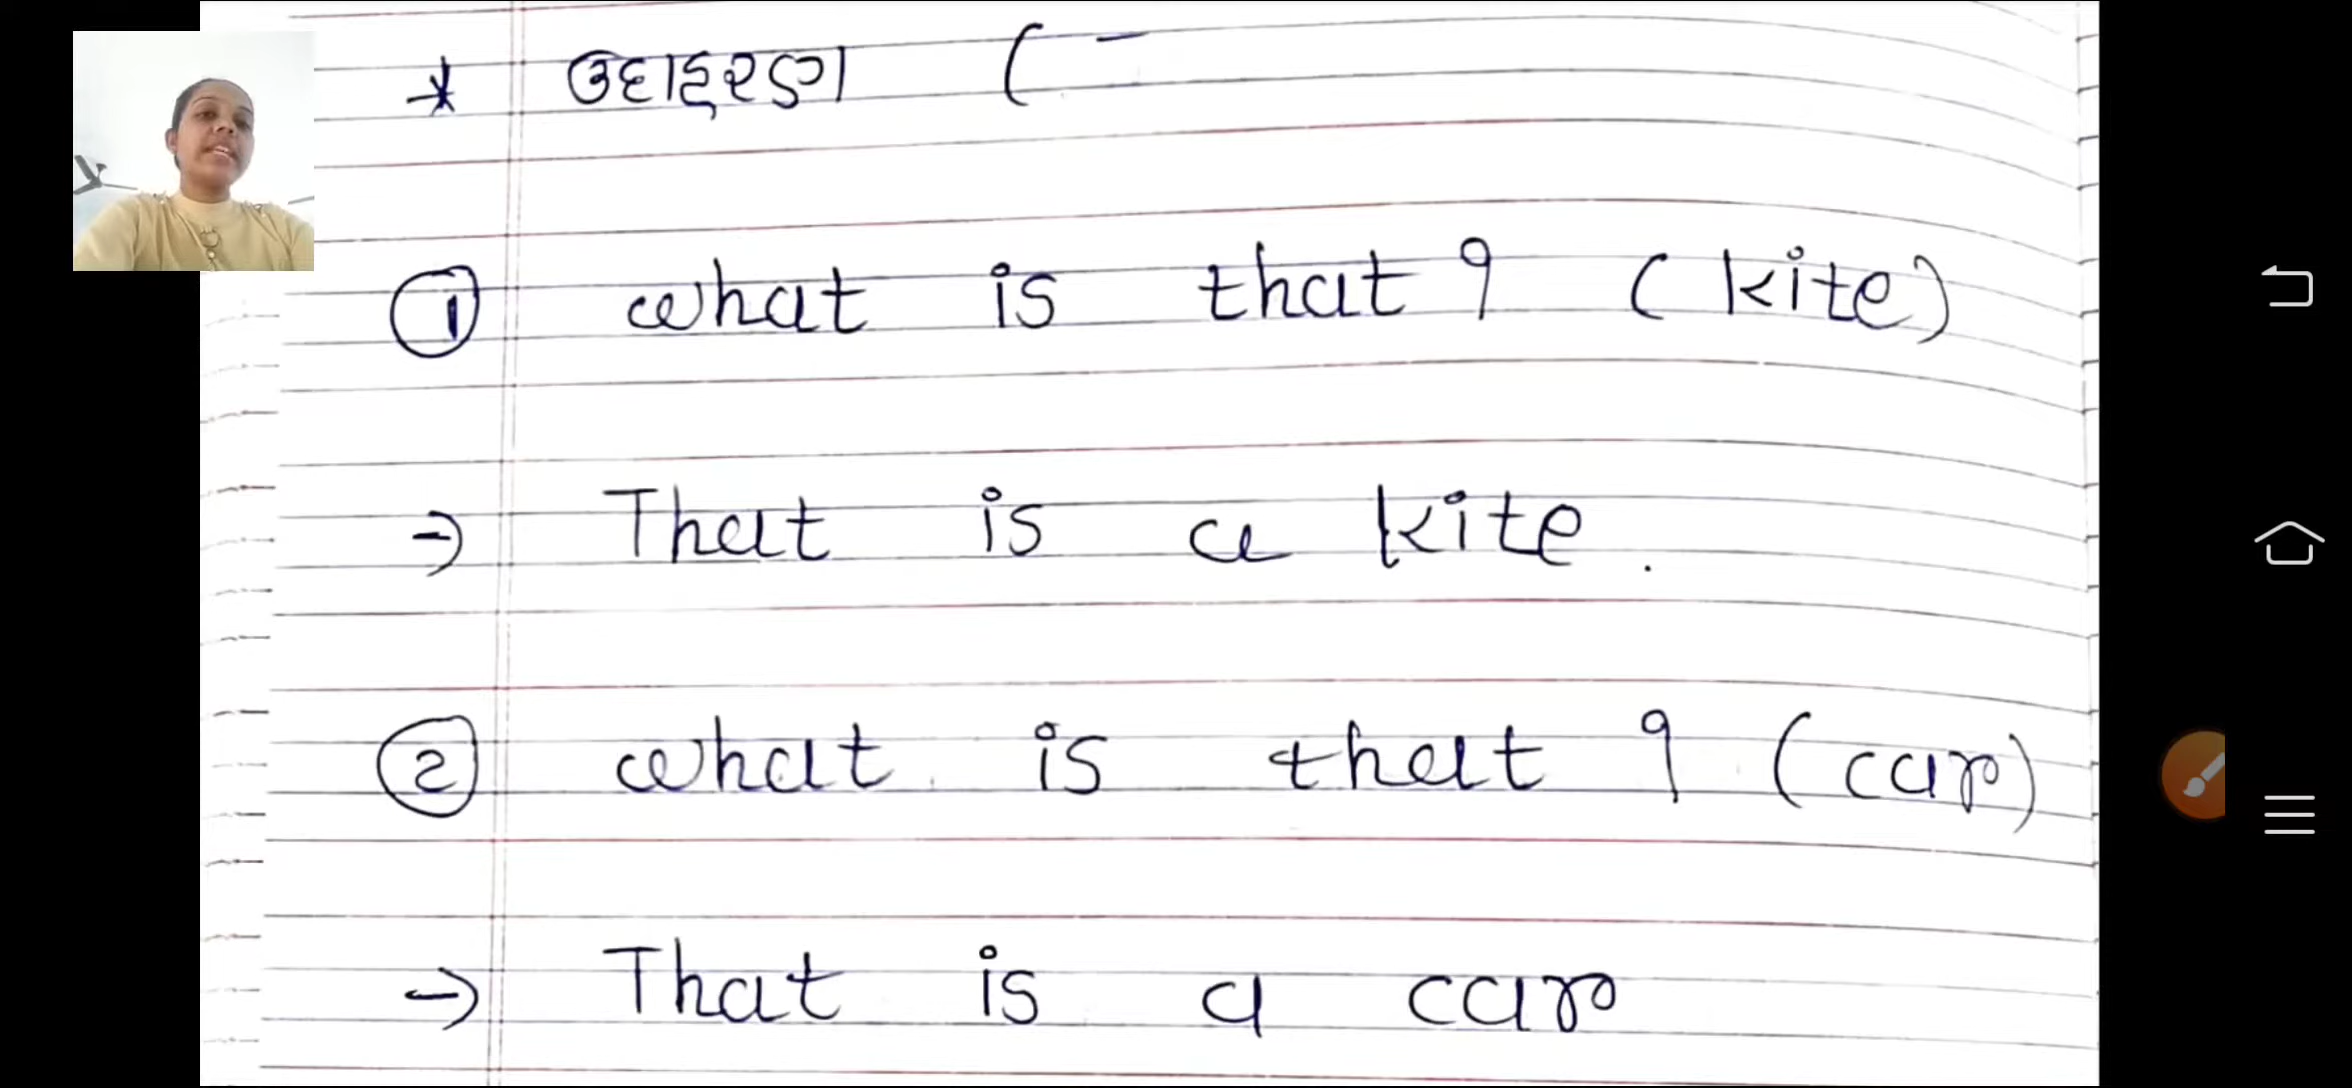 * ઉદાહરણ ( -
① what is that ? ( kite )
→ That is a kite .
② what is that ? ( car )
→ That is a car